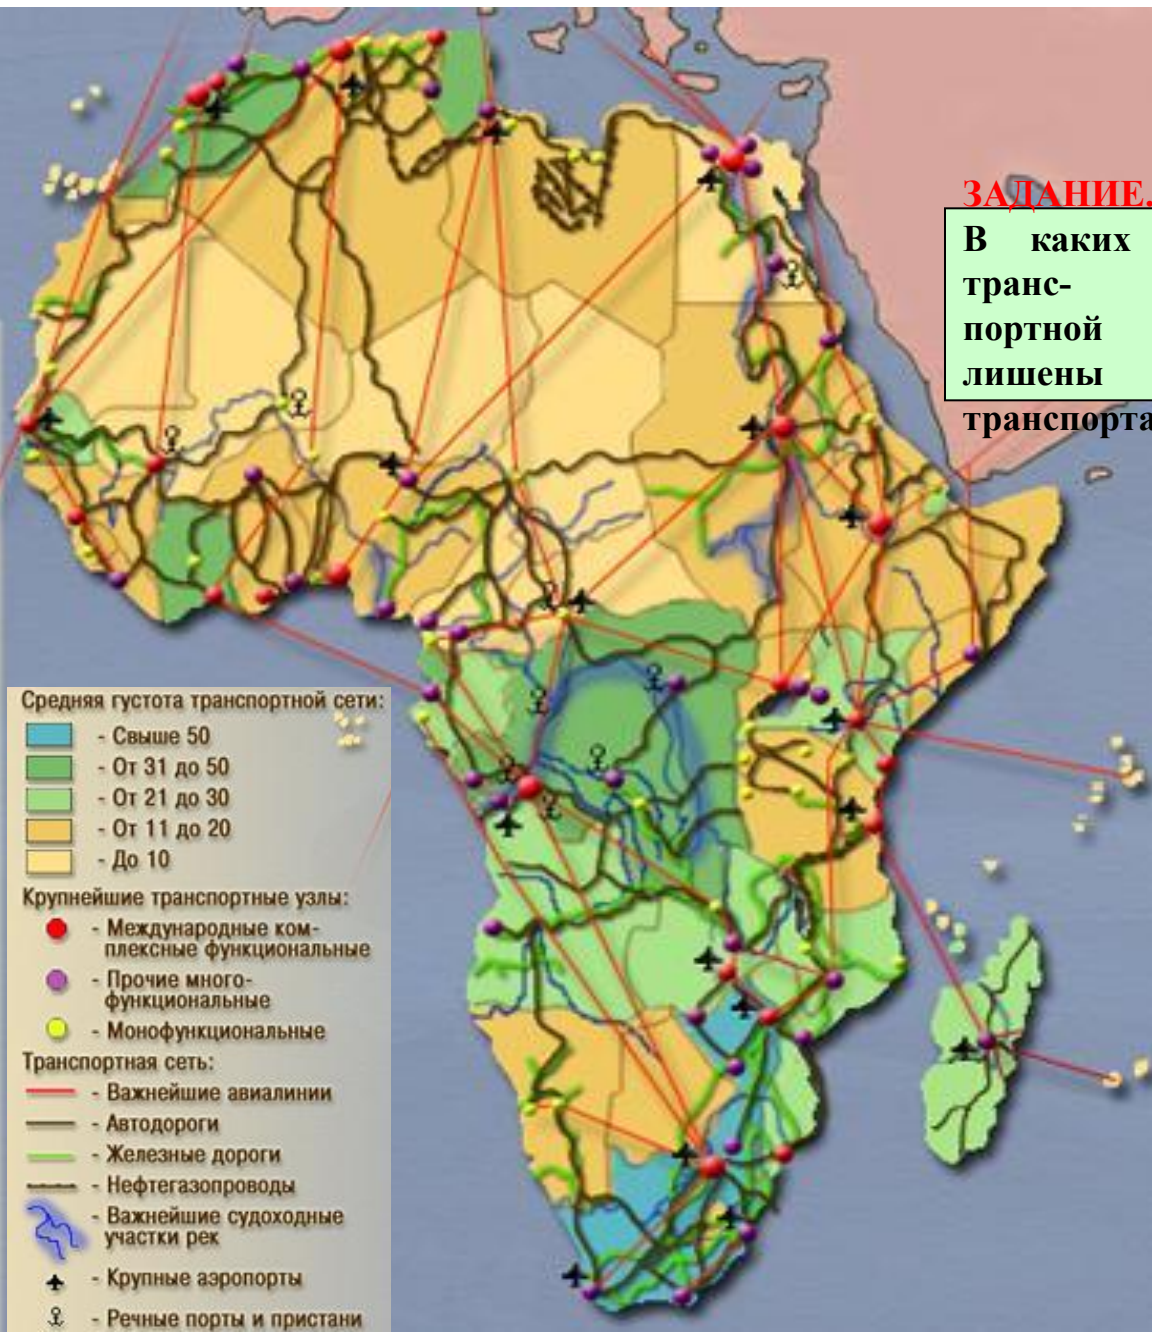 ЗАДАНИЕ.
В каких
транс-
портной
лишены
транспорта
Средняя густота транспортной сети:
- Свыше 50
- От 31 до 50
- От 21 до 30
- От 11 до 20
- До 10
Крупнейшие транспортные узлы:
- Международные ком-
плексные функциональные
- Прочие много-
функциональные
- Монофункциональные
Транспортная сеть:
- Важнейшие авиалинии
- Автодороги
- Железные дороги
- Нефтегазопроводы
- Важнейшие судоходные
участки рек
- Крупные аэропорты
- Речные порты и пристани